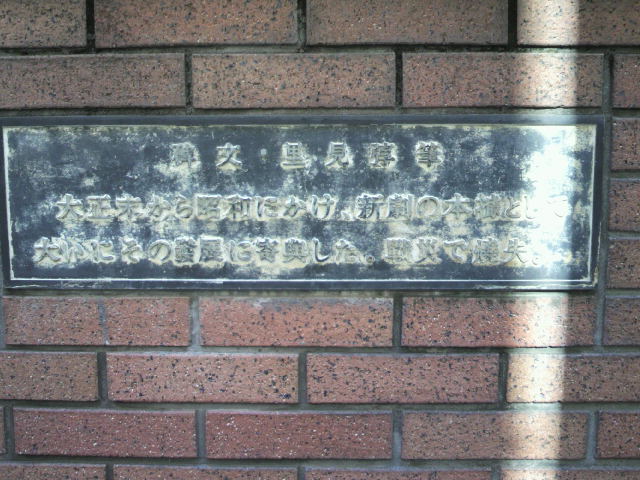 碑文・里見弴筆
大正末から昭和にかけ、新劇の本拠として
大いにその発展に寄与した。戦災で焼失。